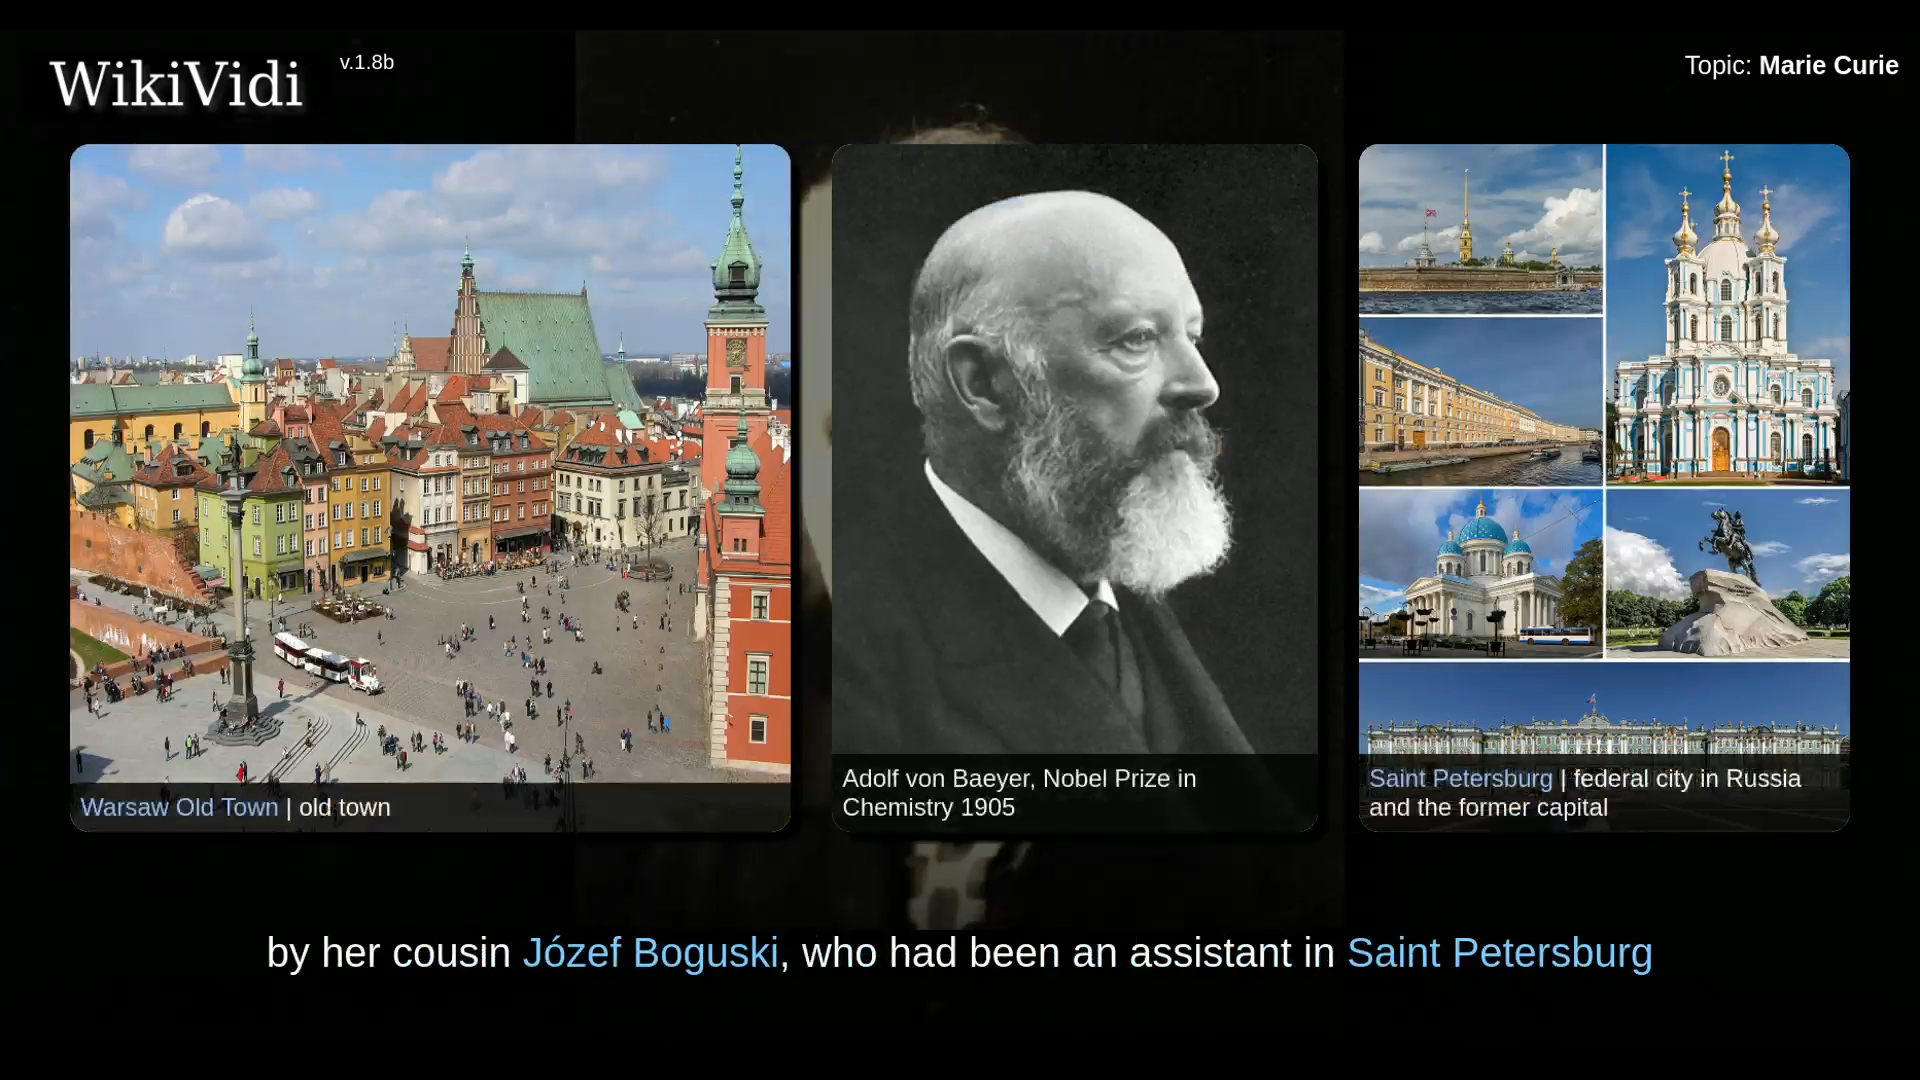 WikiVidi
v.1.8b
Topic: Marie Curie
Warsaw Old Town | old town
Adolf von Baeyer, Nobel Prize in
Chemistry 1905
Saint Petersburg | federal city in Russia
and the former capital
by her cousin Józef Boguski, who had been an assistant in Saint Petersburg